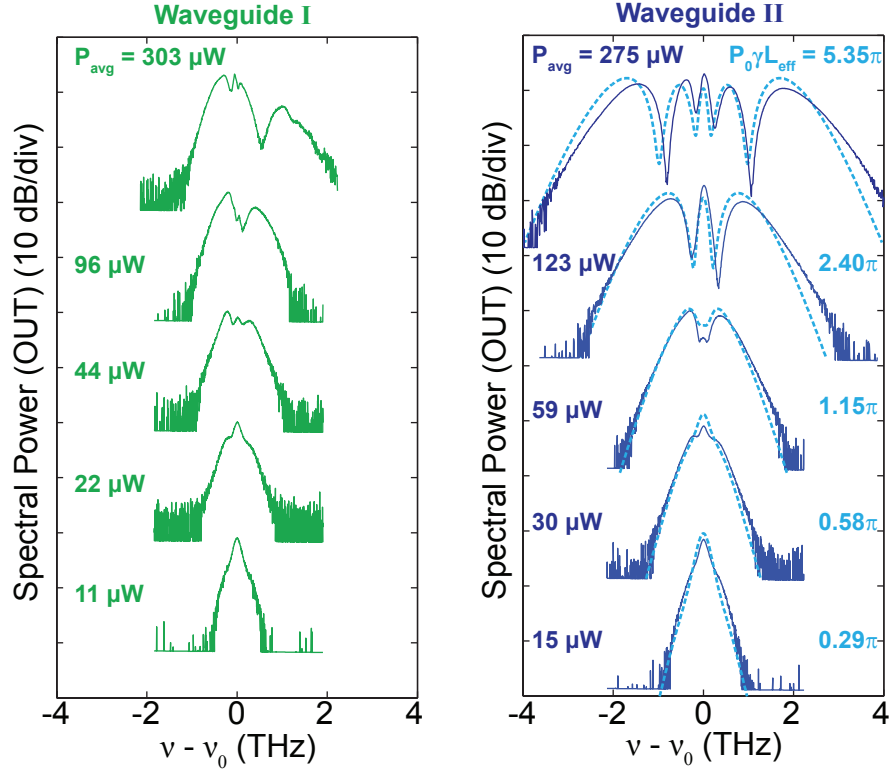 Waveguide I
P_avg = 303 µW
96 µW
44 µW
22 µW
11 µW
Spectral Power (OUT) (10 dB/div)
-4 -2 0 2 4
ν - ν₀ (THz)
Waveguide II
P_avg = 275 µW P₀γL_eff = 5.35π
123 µW 2.40π
59 µW 1.15π
30 µW 0.58π
15 µW 0.29π
Spectral Power (OUT) (10 dB/div)
-4 -2 0 2 4
ν - ν₀ (THz)